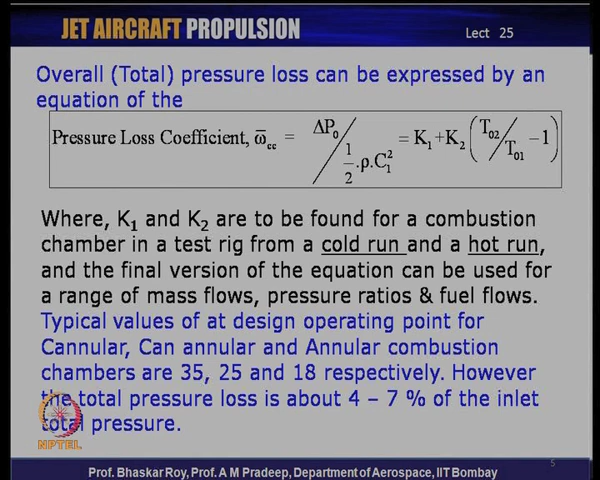 JET AIRCRAFT PROPULSION
Lect 25
Overall (Total) pressure loss can be expressed by an
equation of the
Pressure Loss Coefficient, ω̅cc = ΔP₀ / ½.ρ.C₁² = K₁+K₂(T₀₂/T₀₁ −1)
Where, K₁ and K₂ are to be found for a combustion
chamber in a test rig from a cold run and a hot run,
and the final version of the equation can be used for
a range of mass flows, pressure ratios & fuel flows.
Typical values of at design operating point for
Cannular, Can annular and Annular combustion
chambers are 35, 25 and 18 respectively. However
the total pressure loss is about 4 – 7 % of the inlet
total pressure.
NPTEL
5
Prof. Bhaskar Roy, Prof. A M Pradeep, Department of Aerospace, IIT Bombay